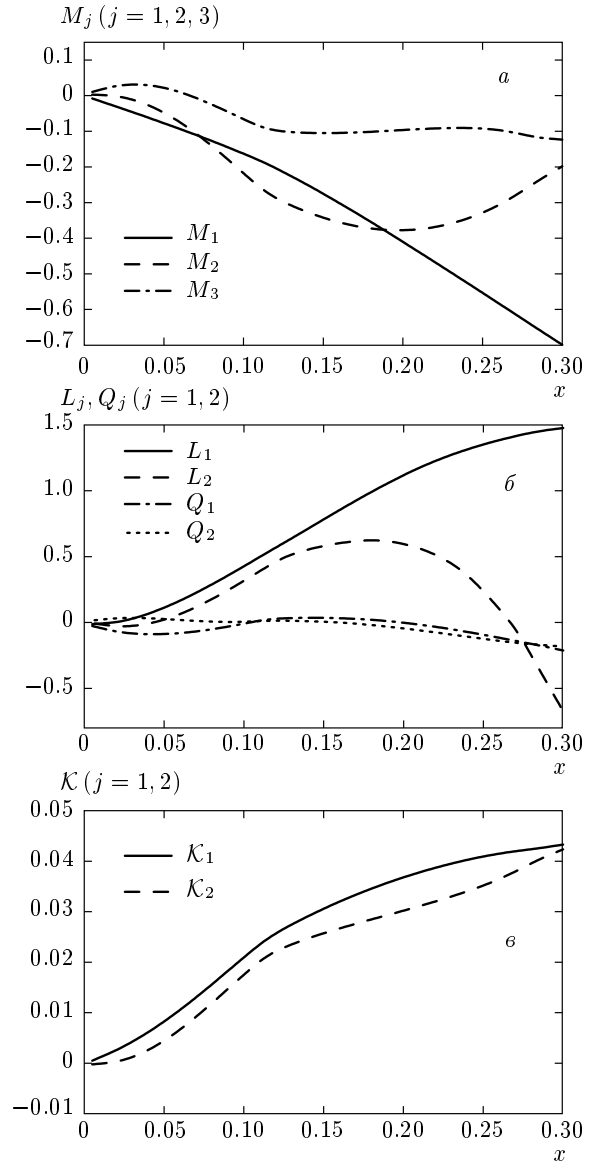 M_j (j = 1, 2, 3)
0.1
а
0
−0.1
−0.2
−0.3
−0.4
M_1
M_2
−0.5
M_3
−0.6
−0.7
0 0.05 0.10 0.15 0.20 0.25 0.30
x
L_j, Q_j (j = 1, 2)
1.5
L_1
L_2
б
1.0
Q_1
Q_2
0.5
0
−0.5
0 0.05 0.10 0.15 0.20 0.25 0.30
x
𝒦 (j = 1, 2)
0.05
𝒦_1
0.04
𝒦_2
0.03
в
0.02
0.01
0
−0.01
0 0.05 0.10 0.15 0.20 0.25 0.30
x